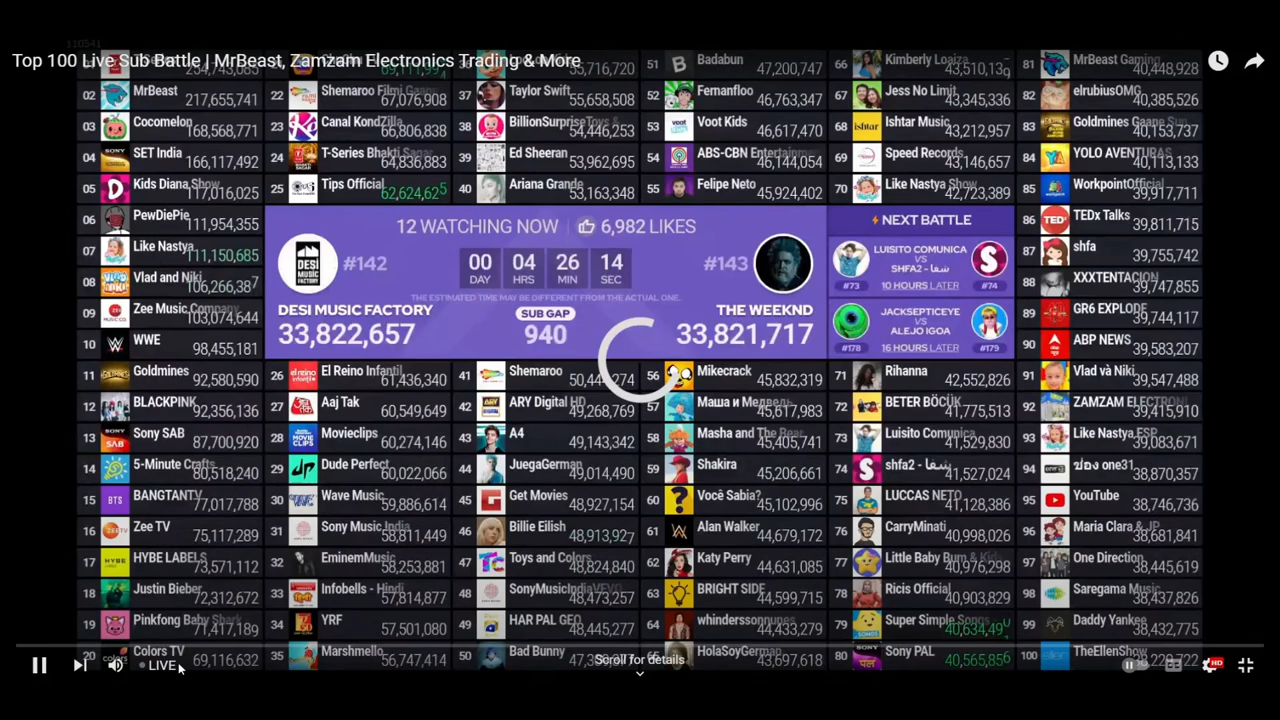 Top 100 Live Sub Battle | MrBeast, Zamzam Electronics Trading & More
02 MrBeast 217,655,741
03 Cocomelon 168,568,771
04 SET India 166,117,492
05 Kids Diana Show 117,016,025
06 PewDiePie 111,954,355
07 Like Nastya 111,150,685
08 Vlad and Niki 106,266,387
09 Zee Music Company 103,074,644
10 WWE 98,455,181
11 Goldmines 92,580,590
12 BLACKPINK 92,356,136
13 Sony SAB 87,700,920
14 5-Minute Crafts 80,518,240
15 BANGTANTV 77,017,788
16 Zee TV 75,117,289
17 HYBE LABELS 73,571,112
18 Justin Bieber 72,312,672
19 Pinkfong Baby Shark 71,417,189
20 Colors TV 69,116,632
22 Shemaroo Filmi Gaane 67,076,908
23 Canal KondZilla 66,806,838
24 T-Series Bhakti Sagar 64,836,883
25 Tips Official 62,624,625
37 Taylor Swift 55,658,508
38 BillionSurpriseToys 54,446,253
39 Ed Sheeran 53,962,695
40 Ariana Grande 53,163,348
51 Badabun 47,200,747
52 Fernanfloo 46,763,347
53 Voot Kids 46,617,470
54 ABS-CBN Entertainment 46,144,054
55 Felipe Neto 45,924,421
66 Kimberly Loaiza
67 Jess No Limit 43,345,336
68 Ishtar Music 43,212,957
69 Speed Records 43,146,657
70 Like Nastya Show 42,723,389
12 WATCHING NOW | 6,982 LIKES
#142
00 DAY 04 HRS 26 MIN 14 SEC
#143
THE ESTIMATED TIME MAY BE DIFFERENT FROM THE ACTUAL ONE.
DESI MUSIC FACTORY
33,822,657
SUB GAP
940
THE WEEKND
33,821,717
NEXT BATTLE
LUISITO COMUNICA
VS
SHFA2 - شفا
#73 10 HOURS LATER #74
JACKSEPTICEYE
VS
ALEJO IGOA
#178 16 HOURS LATER #179
26 El Reino Infantil 61,436,340
27 Aaj Tak 60,549,649
28 Movieclips 60,274,146
29 Dude Perfect 60,022,066
30 Wave Music 59,886,614
31 Sony Music India 58,811,449
32 EminemMusic 58,253,881
33 Infobells - Hindi 57,814,877
34 YRF 57,501,080
35 Marshmello 56,747,414
41 Shemaroo
42 ARY Digital HD 49,268,769
43 A4 49,143,342
44 JuegaGerman 49,014,490
45 Get Movies 48,927,154
46 Billie Eilish 48,913,927
47 Toys and Colors 48,824,840
48 SonyMusicIndiaVEVO 48,473,257
49 HAR PAL GEO 48,445,277
50 Bad Bunny
56 Mikecrack 45,832,319
57 Маша и Медведь 45,617,983
58 Masha and The Bear 45,405,741
59 Shakira 45,206,661
60 Você Sabia? 45,102,996
61 Alan Walker 44,679,172
62 Katy Perry 44,631,082
63 BRIGHT SIDE 44,599,715
64 whinderssonnunes 44,433,279
65 HolaSoyGerman 43,697,618
71 Rihanna 42,552,826
72 BETER BÖCÜK 41,775,513
73 Luisito Comunica 41,529,830
74 shfa2 - شفا 41,527,024
75 LUCCAS NETO 41,128,386
76 CarryMinati 40,998,026
77 Little Baby Bum 40,976,298
78 Ricis Official 40,903,829
79 Super Simple Songs
80 Sony PAL 40,565,856
81 MrBeast Gaming
82 elrubiusOMG 40,385,526
83 Goldmines Gaane Sune 40,153,737
84 YOLO AVENTURAS 40,113,133
85 WorkpointOfficial 39,917,711
86 TEDx Talks 39,811,715
87 shfa 39,755,742
88 XXXTENTACION 39,747,855
89 GR6 EXPLODE 39,744,117
90 ABP NEWS 39,583,207
91 Vlad và Niki 39,547,483
92 ZAMZAM ELECTRONICS 39,415,910
93 Like Nastya ESP 39,083,671
94 ช่อง one31 38,870,357
95 YouTube 38,746,736
96 Maria Clara & JP 38,681,841
97 One Direction
98 Saregama Music
99 Daddy Yankee 38,432,775
100 TheEllenShow
LIVE
Scroll for details
HD